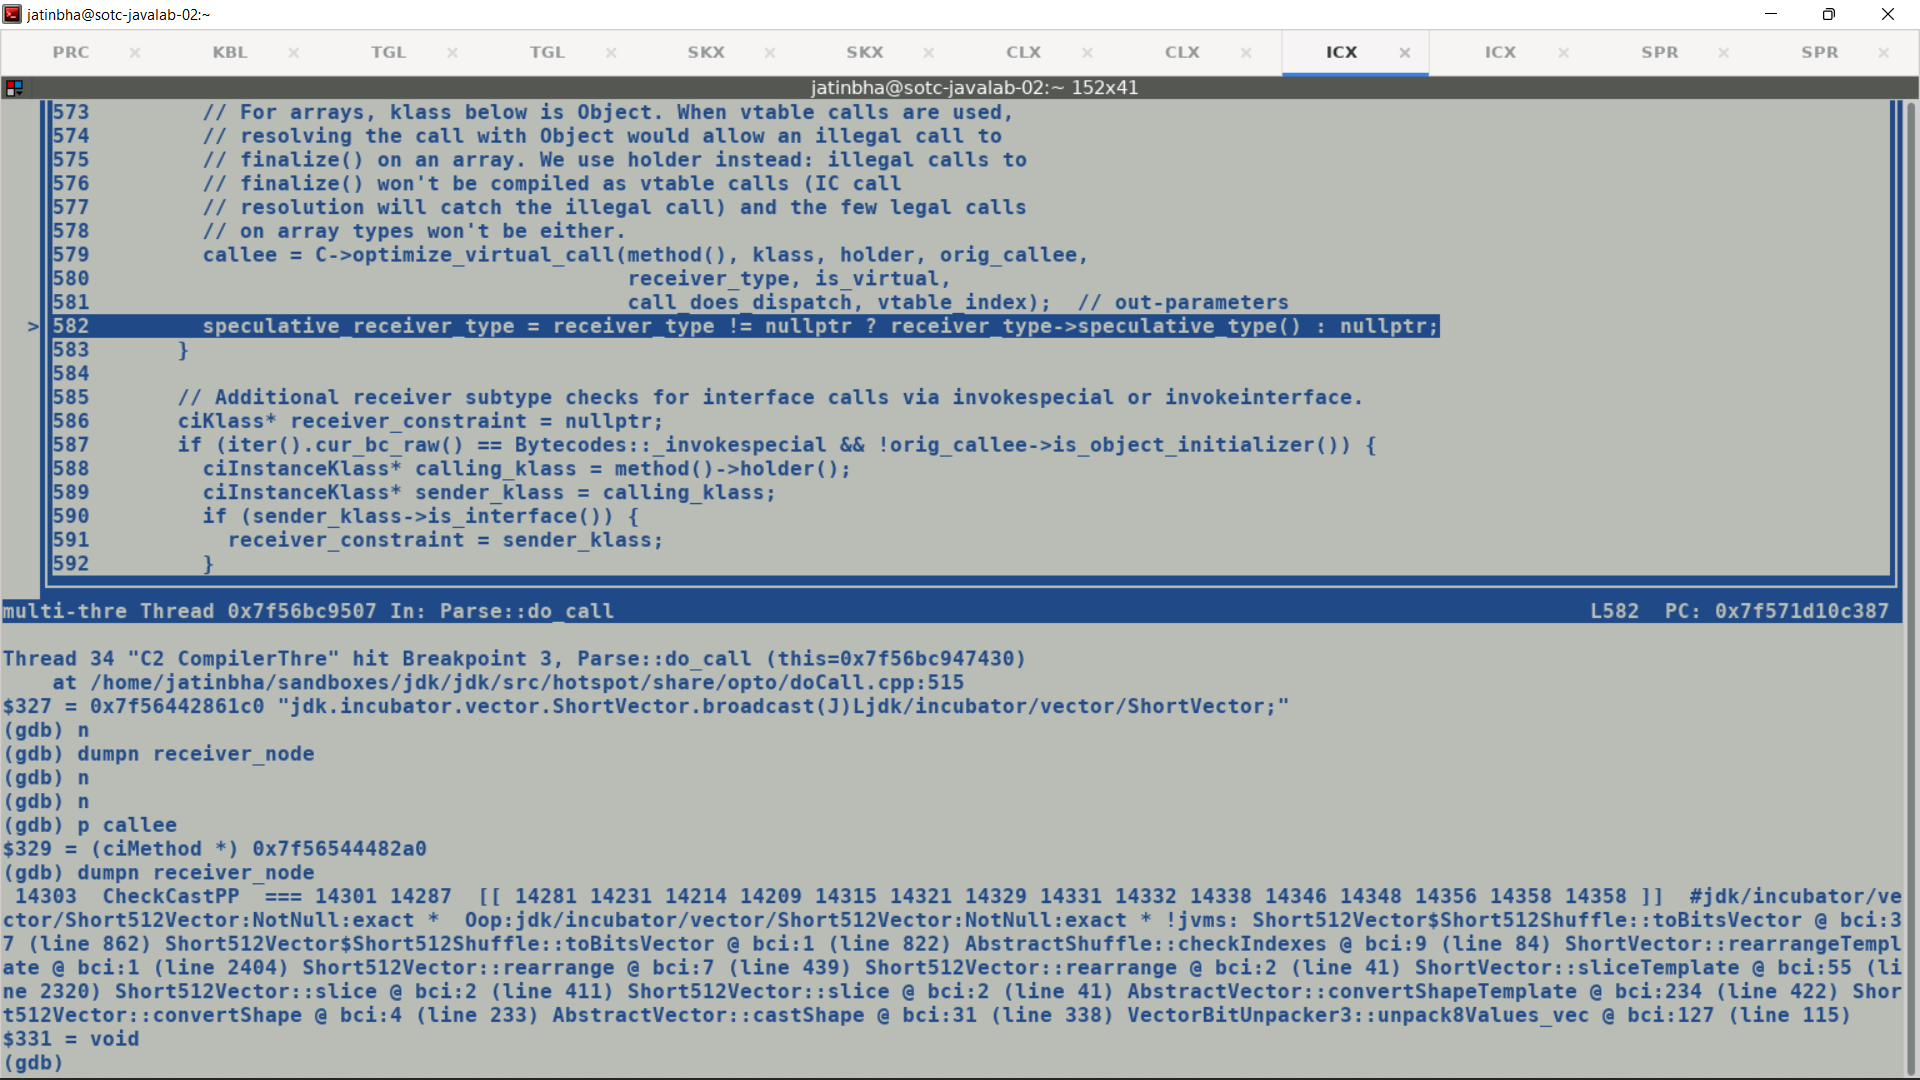 jatinbha@sotc-javalab-02:~
PRC × KBL × TGL × TGL × SKX × SKX × CLX × CLX × ICX × ICX × SPR × SPR ×
jatinbha@sotc-javalab-02:~ 152x41
573         // For arrays, klass below is Object. When vtable calls are used,
574         // resolving the call with Object would allow an illegal call to
575         // finalize() on an array. We use holder instead: illegal calls to
576         // finalize() won't be compiled as vtable calls (IC call
577         // resolution will catch the illegal call) and the few legal calls
578         // on array types won't be either.
579         callee = C->optimize_virtual_call(method(), klass, holder, orig_callee,
580                                           receiver_type, is_virtual,
581                                           call_does_dispatch, vtable_index);  // out-parameters
> 582         speculative_receiver_type = receiver_type != nullptr ? receiver_type->speculative_type() : nullptr;
583       }
584
585       // Additional receiver subtype checks for interface calls via invokespecial or invokeinterface.
586       ciKlass* receiver_constraint = nullptr;
587       if (iter().cur_bc_raw() == Bytecodes::_invokespecial && !orig_callee->is_object_initializer()) {
588         ciInstanceKlass* calling_klass = method()->holder();
589         ciInstanceKlass* sender_klass = calling_klass;
590         if (sender_klass->is_interface()) {
591           receiver_constraint = sender_klass;
592         }
multi-thre Thread 0x7f56bc9507 In: Parse::do_call L582  PC: 0x7f571d10c387
Thread 34 "C2 CompilerThre" hit Breakpoint 3, Parse::do_call (this=0x7f56bc947430)
    at /home/jatinbha/sandboxes/jdk/jdk/src/hotspot/share/opto/doCall.cpp:515
$327 = 0x7f56442861c0 "jdk.incubator.vector.ShortVector.broadcast(J)Ljdk/incubator/vector/ShortVector;"
(gdb) n
(gdb) dumpn receiver_node
(gdb) n
(gdb) n
(gdb) p callee
$329 = (ciMethod *) 0x7f56544482a0
(gdb) dumpn receiver_node
 14303  CheckCastPP  === 14301 14287  [[ 14281 14231 14214 14209 14315 14321 14329 14331 14332 14338 14346 14348 14356 14358 14358 ]]  #jdk/incubator/ve
ctor/Short512Vector:NotNull:exact *  Oop:jdk/incubator/vector/Short512Vector:NotNull:exact * !jvms: Short512Vector$Short512Shuffle::toBitsVector @ bci:3
7 (line 862) Short512Vector$Short512Shuffle::toBitsVector @ bci:1 (line 822) AbstractShuffle::checkIndexes @ bci:9 (line 84) ShortVector::rearrangeTempl
ate @ bci:1 (line 2404) Short512Vector::rearrange @ bci:7 (line 439) Short512Vector::rearrange @ bci:2 (line 41) ShortVector::sliceTemplate @ bci:55 (li
ne 2320) Short512Vector::slice @ bci:2 (line 411) Short512Vector::slice @ bci:2 (line 41) AbstractVector::convertShapeTemplate @ bci:234 (line 422) Shor
t512Vector::convertShape @ bci:4 (line 233) AbstractVector::castShape @ bci:31 (line 338) VectorBitUnpacker3::unpack8Values_vec @ bci:127 (line 115)
$331 = void
(gdb)